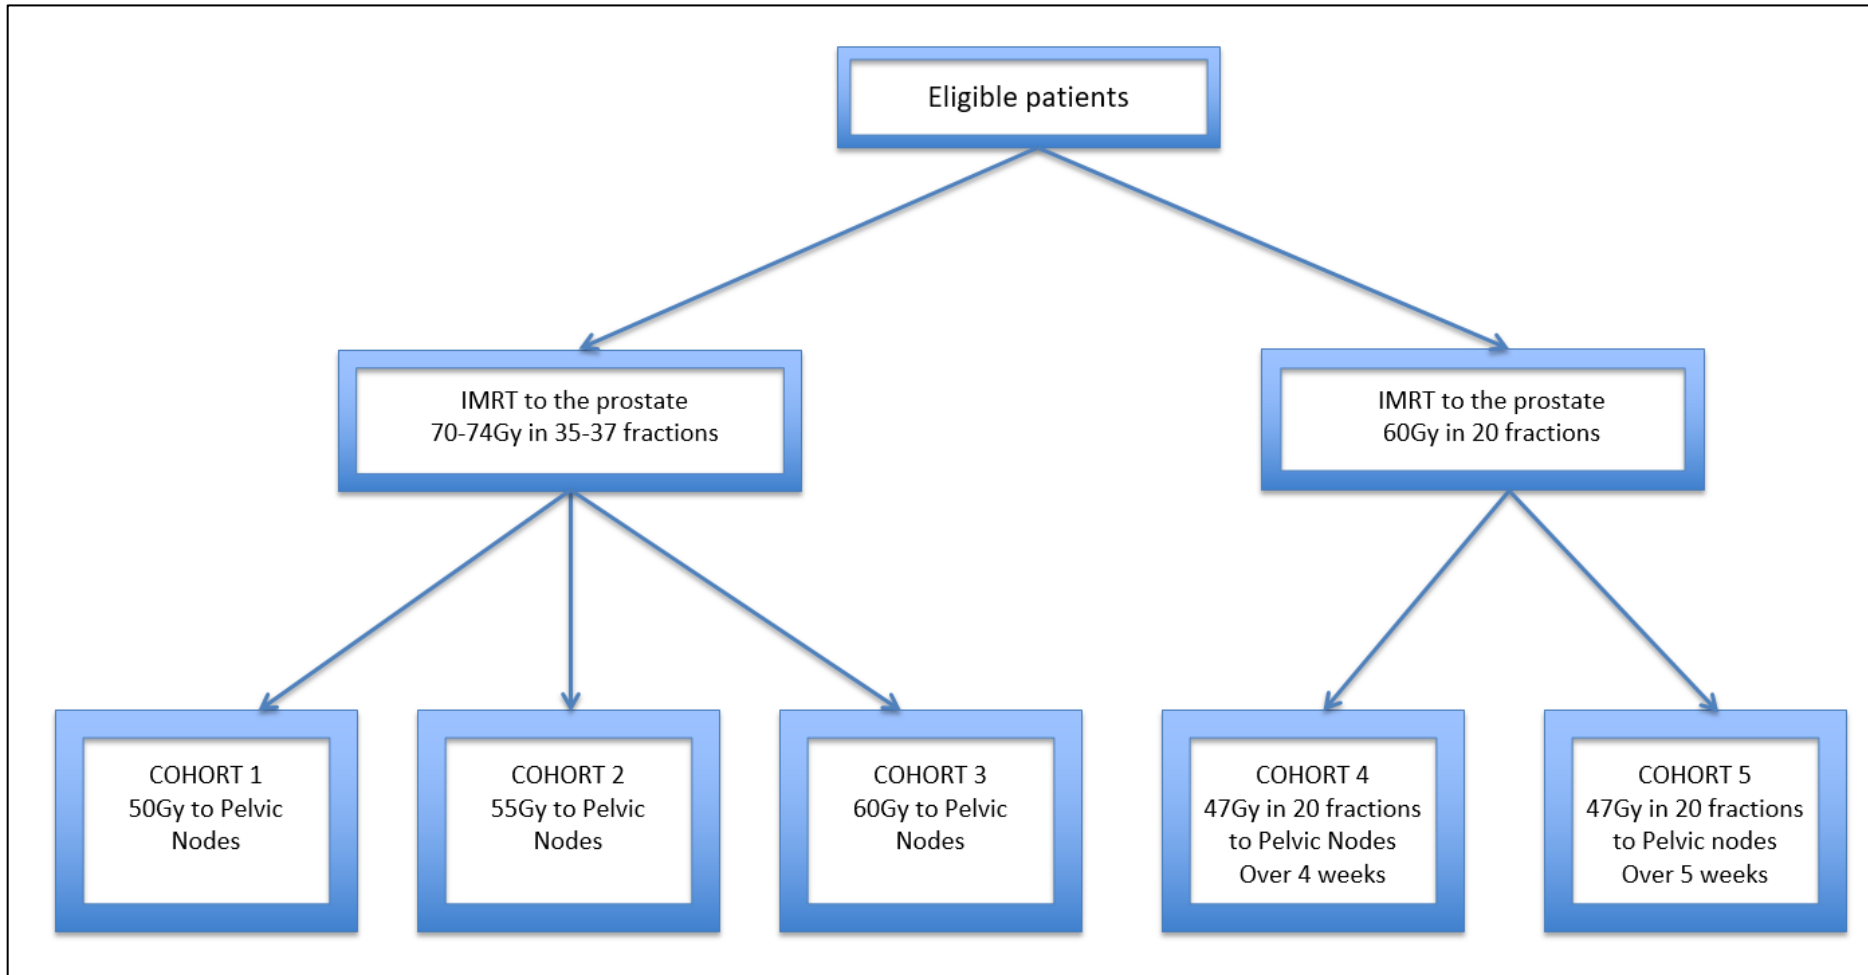 Eligible patients
IMRT to the prostate
70-74Gy in 35-37 fractions
IMRT to the prostate
60Gy in 20 fractions
COHORT 1
50Gy to Pelvic
Nodes
COHORT 2
55Gy to Pelvic
Nodes
COHORT 3
60Gy to Pelvic
Nodes
COHORT 4
47Gy in 20 fractions
to Pelvic Nodes
Over 4 weeks
COHORT 5
47Gy in 20 fractions
to Pelvic nodes
Over 5 weeks